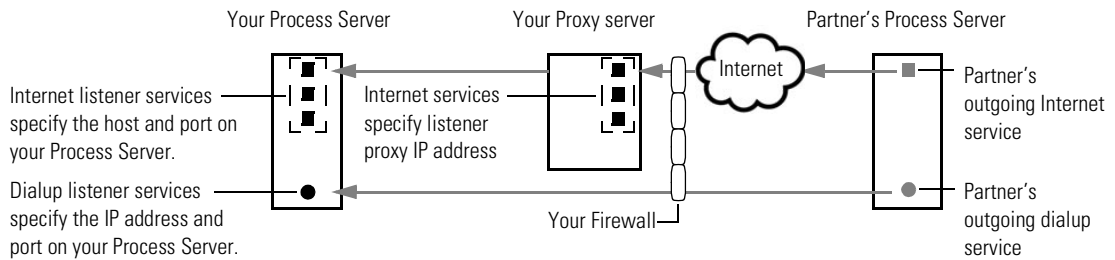 Your Process Server
Your Proxy server
Partner's Process Server
Internet listener services
specify the host and port on
your Process Server.
Internet services
specify listener
proxy IP address
Internet
Partner's
outgoing Internet
service
Dialup listener services
specify the IP address and
port on your Process Server.
Your Firewall
Partner's
outgoing dialup
service